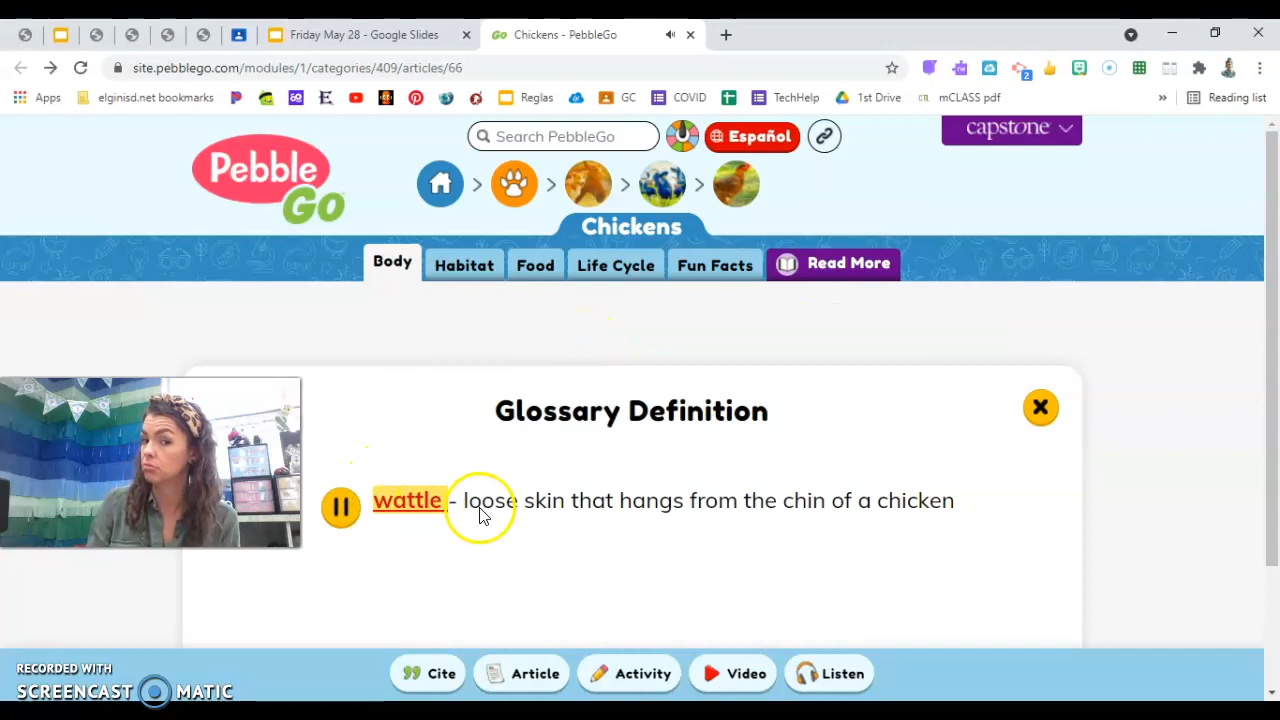 Friday May 28 - Google Slides
Chickens - PebbleGo
site.pebblego.com/modules/1/categories/409/articles/66
2
Apps
elginisd.net bookmarks
Reglas
GC
COVID
TechHelp
1st Drive
mCLASS pdf
»
Reading list
Pebble Go
Search PebbleGo
Español
capstone
Chickens
Body
Habitat
Food
Life Cycle
Fun Facts
Read More
Glossary Definition
wattle - loose skin that hangs from the chin of a chicken
Cite
Article
Activity
Video
Listen
RECORDED WITH
SCREENCAST MATIC